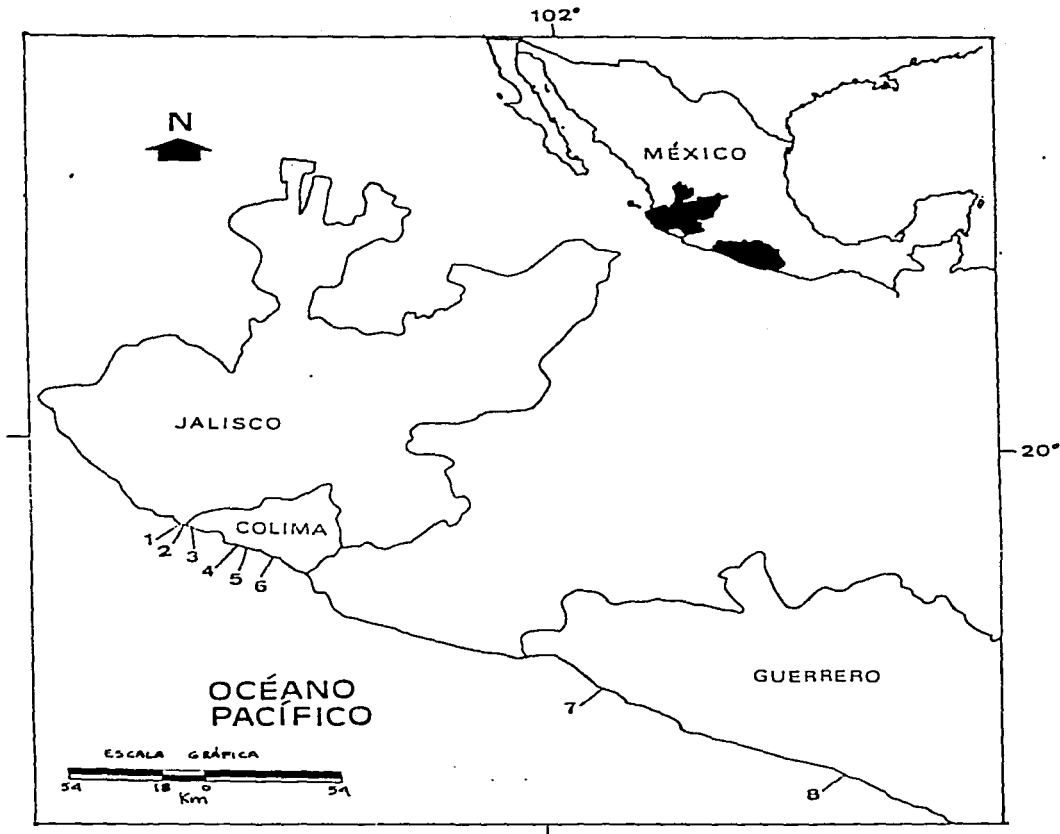 102°
N
MÉXICO
JALISCO
20°
COLIMA
1
2
3
4
5
6
GUERRERO
7
OCÉANO
PACÍFICO
ESCALA GRÁFICA
54 18 0 54
Km
8